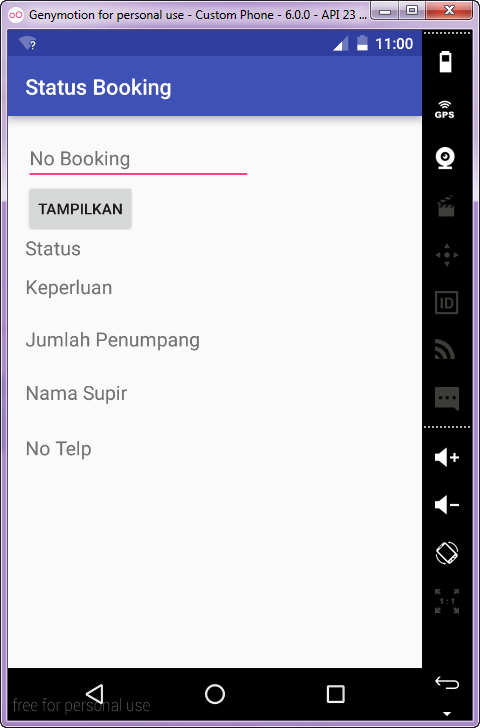 Genymotion for personal use - Custom Phone - 6.0.0 - API 23 ...
11:00
Status Booking
GPS
No Booking
TAMPILKAN
Status
Keperluan
ID
Jumlah Penumpang
Nama Supir
No Telp
1:1
free for personal use